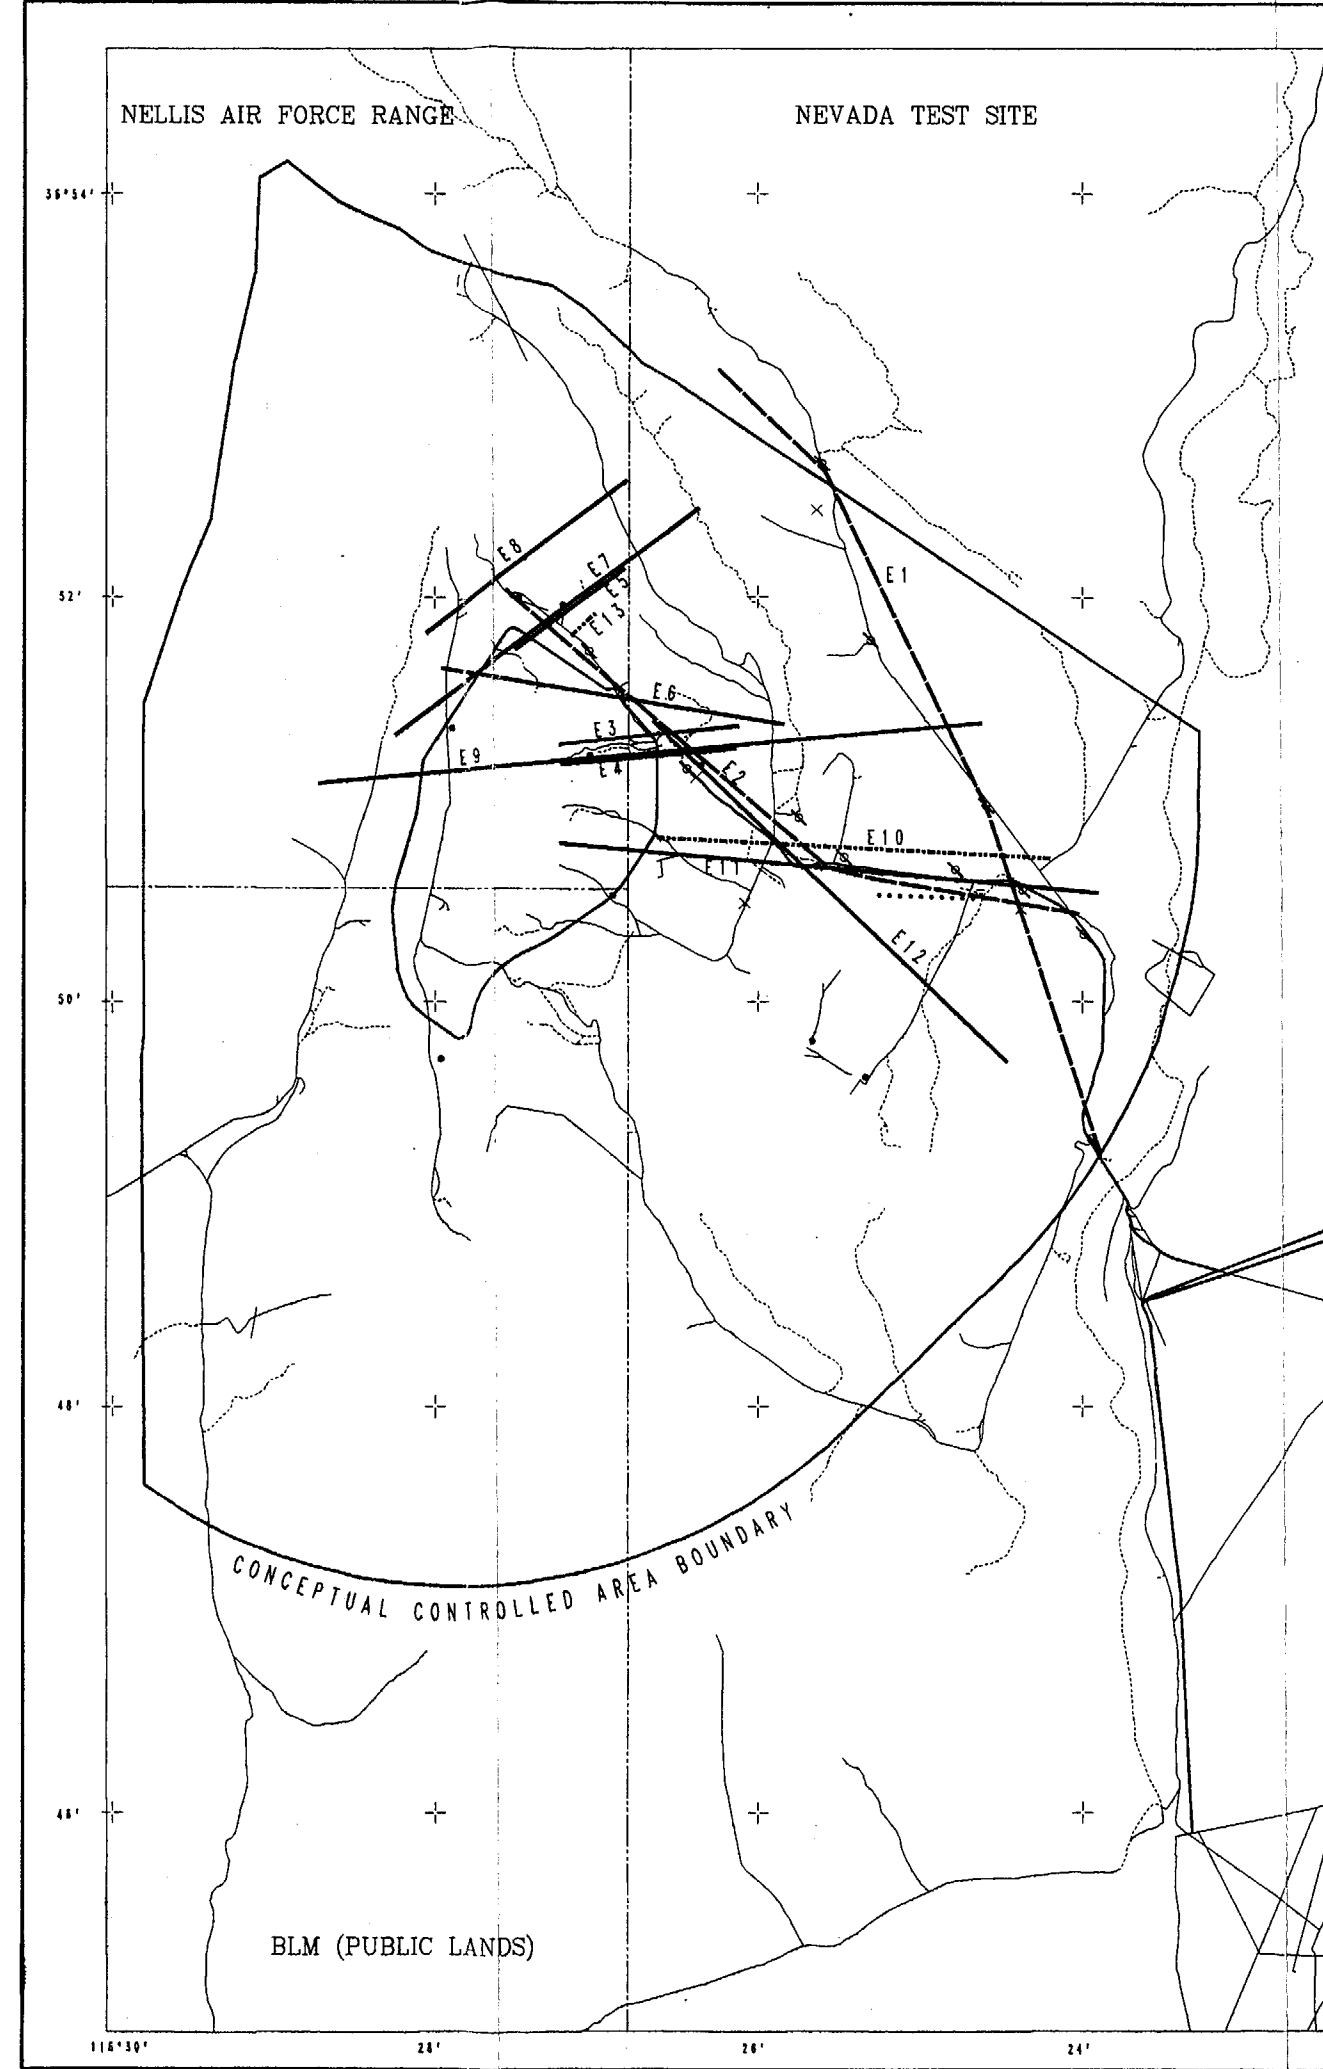 NELLIS AIR FORCE RANGE
NEVADA TEST SITE
36°54'
E1
E8
E7
E5
52'
E13
E6
E3
E9
E4
E2
E10
E11
E12
50'
48'
CONCEPTUAL CONTROLLED AREA BOUNDARY
46'
BLM (PUBLIC LANDS)
116°30'
28'
26'
24'